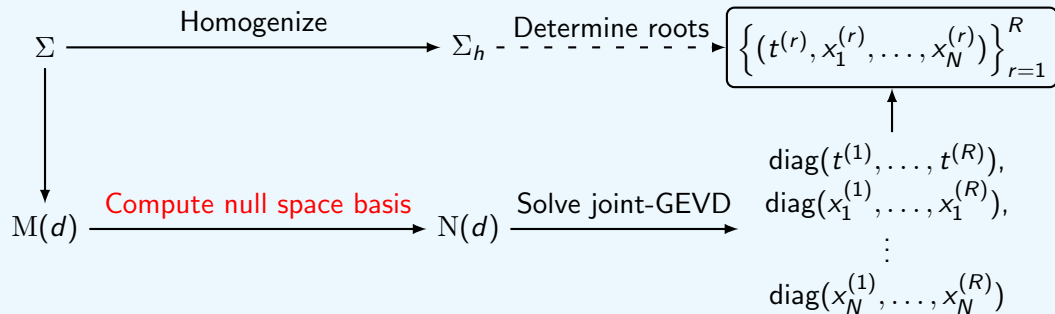 Homogenize
Σ
Σ_h
Determine roots
{(t^{(r)}, x_1^{(r)}, …, x_N^{(r)})}_{r=1}^{R}
diag(t^{(1)}, …, t^{(R)}),
diag(x_1^{(1)}, …, x_1^{(R)}),
⋮
diag(x_N^{(1)}, …, x_N^{(R)})
M(d)
Compute null space basis
N(d)
Solve joint-GEVD